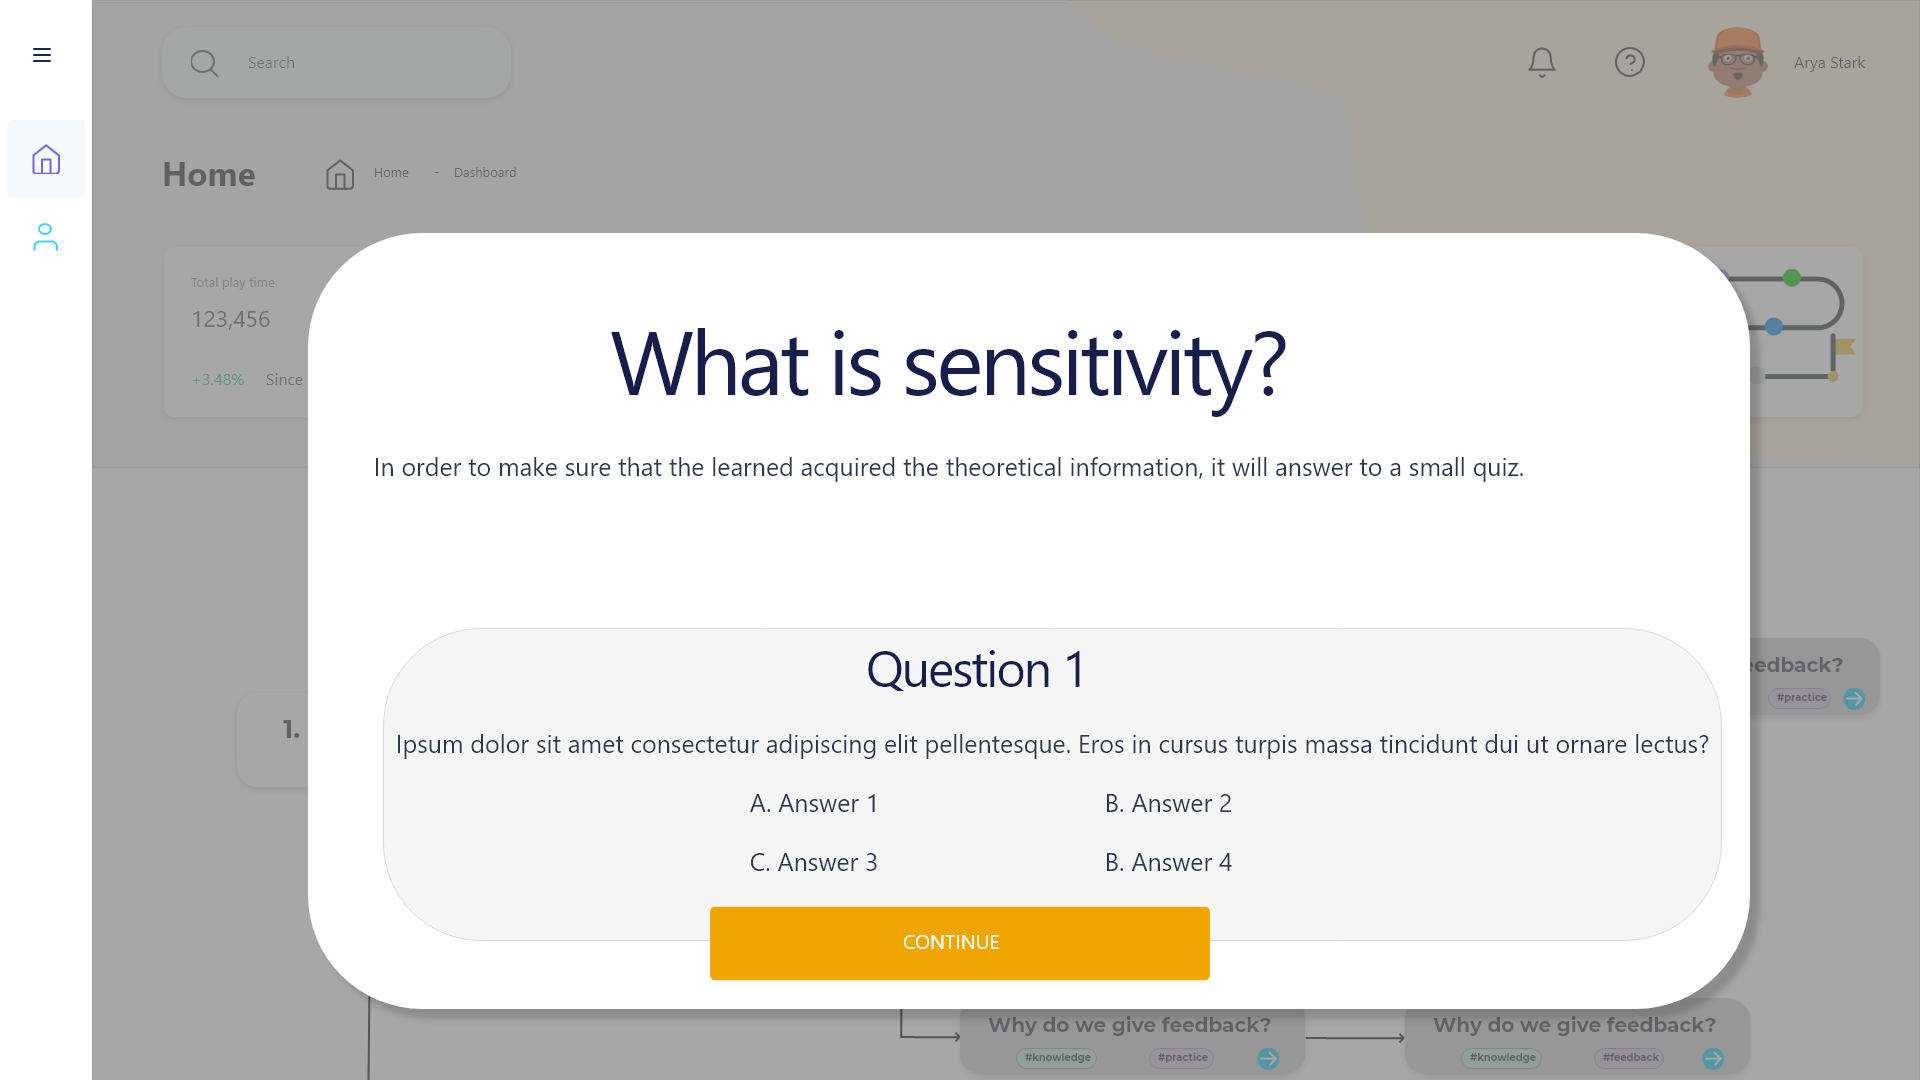 Search
Arya Stark
Home
Home - Dashboard
Total play time
123,456
+3.48% Since
What is sensitivity?
In order to make sure that the learned acquired the theoretical information, it will answer to a small quiz.
Question 1
Ipsum dolor sit amet consectetur adipiscing elit pellentesque. Eros in cursus turpis massa tincidunt dui ut ornare lectus?
A. Answer 1
B. Answer 2
C. Answer 3
B. Answer 4
CONTINUE
1.
eedback?
#practice
Why do we give feedback?
#knowledge #practice
Why do we give feedback?
#knowledge #feedback